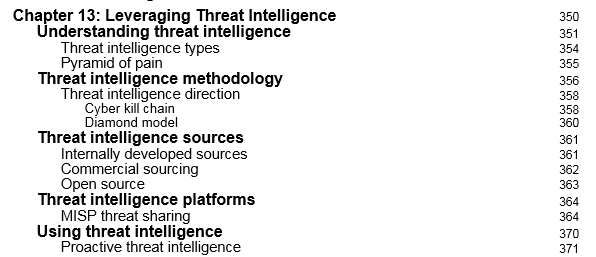 Chapter 13: Leveraging Threat Intelligence 350
Understanding threat intelligence 351
Threat intelligence types 354
Pyramid of pain 355
Threat intelligence methodology 356
Threat intelligence direction 358
Cyber kill chain 358
Diamond model 360
Threat intelligence sources 361
Internally developed sources 361
Commercial sourcing 362
Open source 363
Threat intelligence platforms 364
MISP threat sharing 364
Using threat intelligence 370
Proactive threat intelligence 371